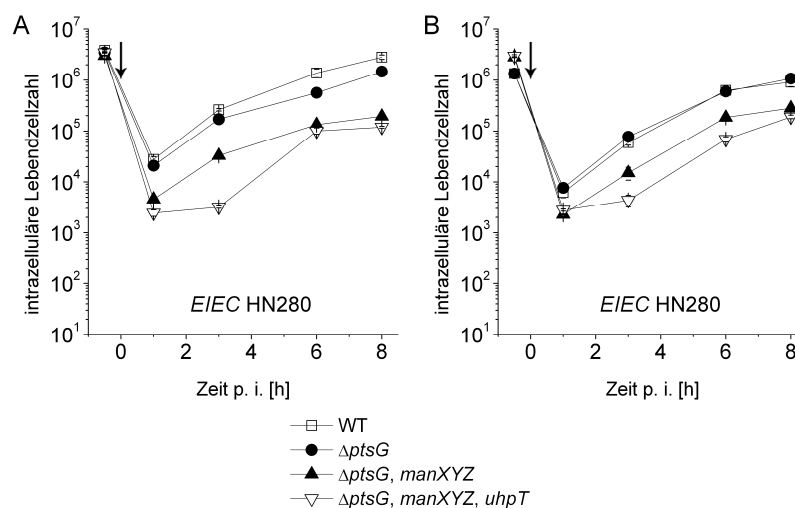 A
B
intrazelluläre Lebendzellzahl
10⁷
10⁶
10⁵
10⁴
10³
10²
10¹
EIEC HN280
0 2 4 6 8
Zeit p. i. [h]
intrazelluläre Lebendzellzahl
10⁷
10⁶
10⁵
10⁴
10³
10²
10¹
EIEC HN280
0 2 4 6 8
Zeit p. i. [h]
WT
ΔptsG
ΔptsG, manXYZ
ΔptsG, manXYZ, uhpT